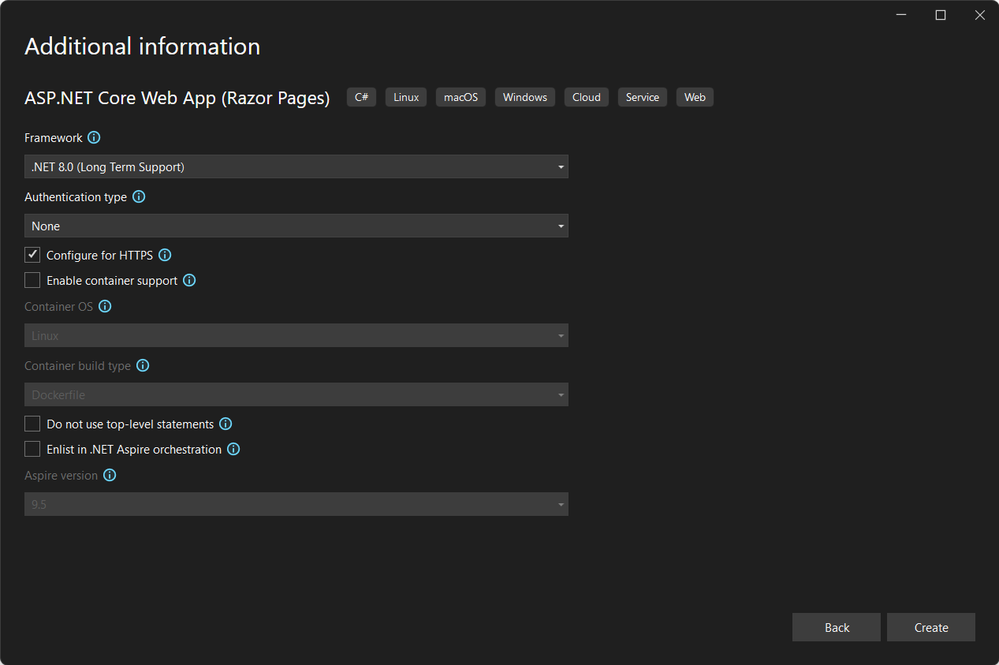 Additional information
ASP.NET Core Web App (Razor Pages) C# Linux macOS Windows Cloud Service Web
Framework
.NET 8.0 (Long Term Support)
Authentication type
None
Configure for HTTPS
Enable container support
Container OS
Linux
Container build type
Dockerfile
Do not use top-level statements
Enlist in .NET Aspire orchestration
Aspire version
9.5
Back Create